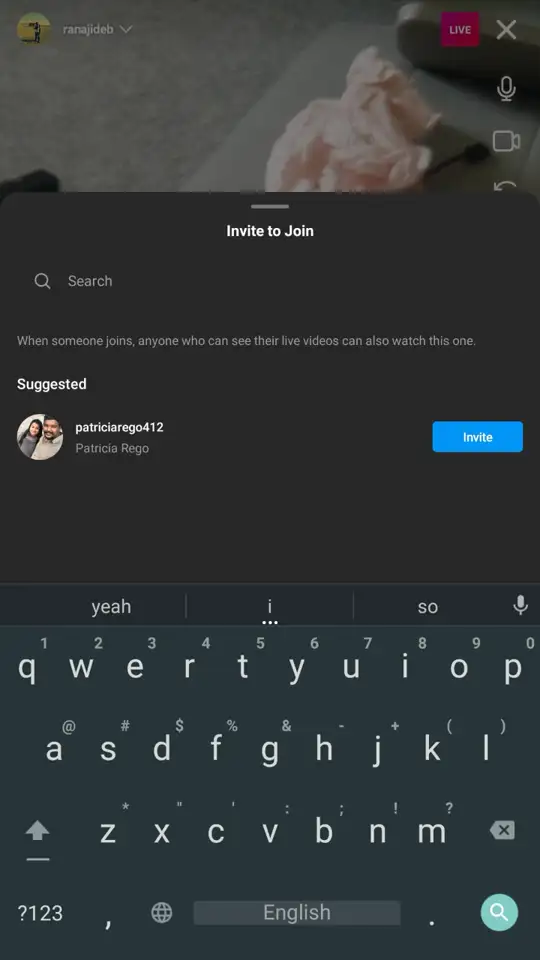 ranajideb
LIVE
Invite to Join
Search
When someone joins, anyone who can see their live videos can also watch this one.
Suggested
patriciarego412
Patricia Rego
Invite
yeah i so
1 2 3 4 5 6 7 8 9 0
q w e r t y u i o p
@ # $ % & - + ( )
a s d f g h j k l
* " ' : ; ! ?
z x c v b n m
?123 , English .